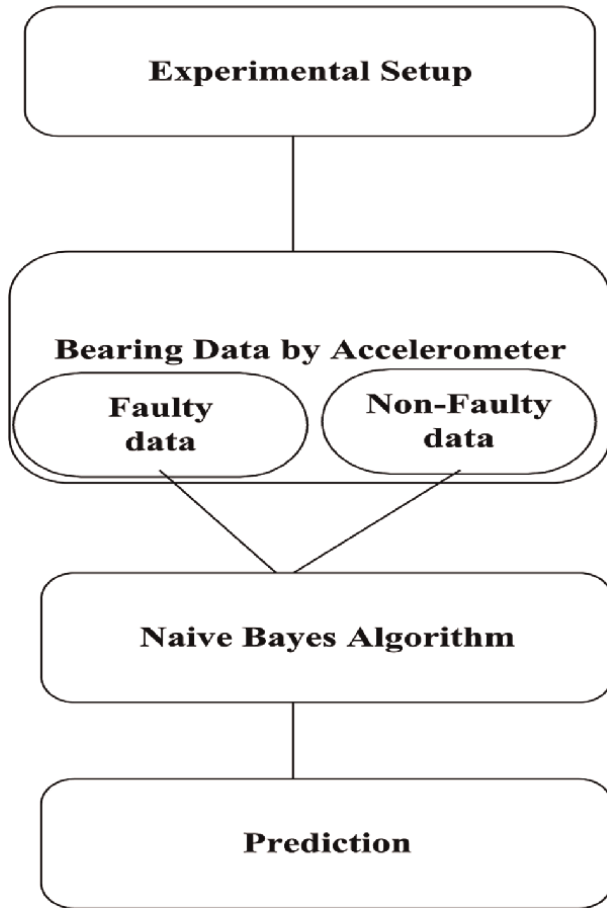 Experimental Setup
Bearing Data by Accelerometer
Faulty
data
Non-Faulty
data
Naive Bayes Algorithm
Prediction